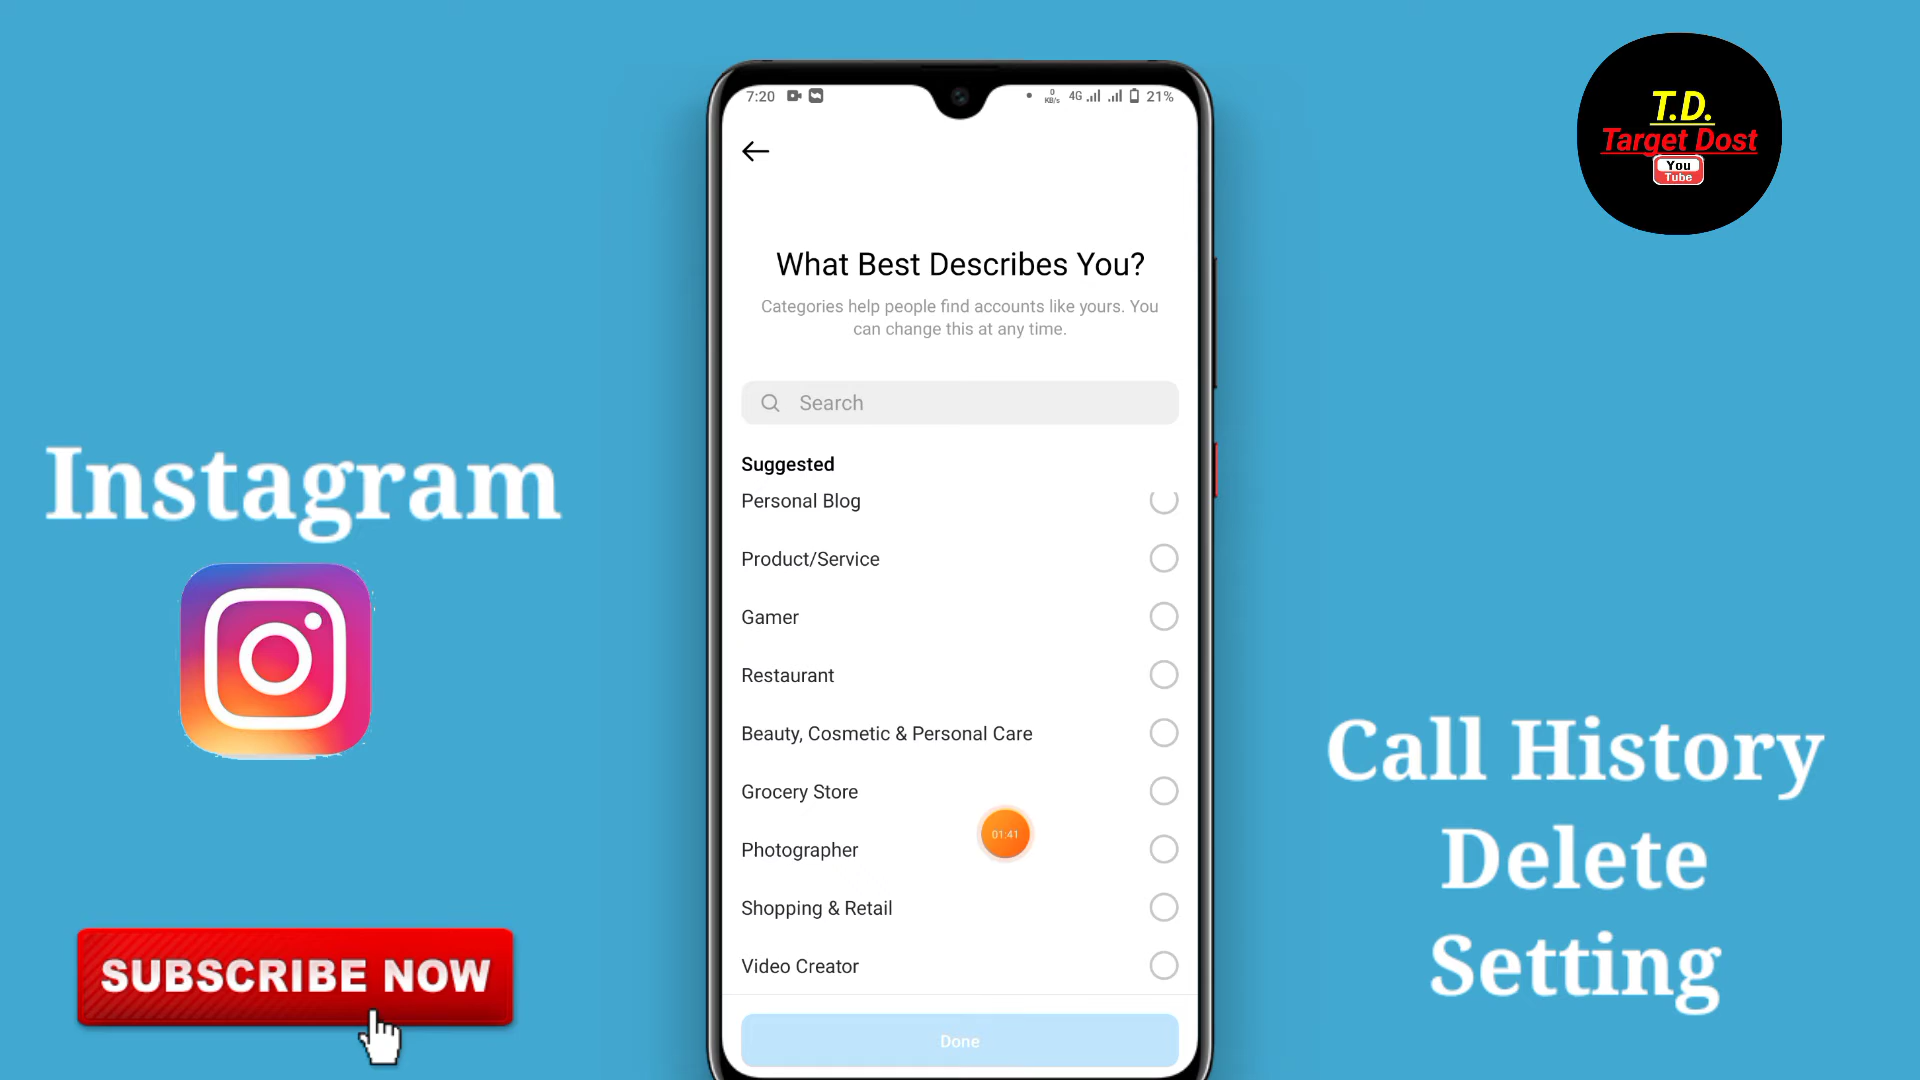 7:20
0
KB/s
4G
21%
T.D.
Target Dost
You
Tube
What Best Describes You?
Categories help people find accounts like yours. You
can change this at any time.
Search
Suggested
Personal Blog
Product/Service
Gamer
Restaurant
Beauty, Cosmetic & Personal Care
Grocery Store
01:41
Photographer
Shopping & Retail
Video Creator
Done
Instagram
SUBSCRIBE NOW
Call History
Delete
Setting